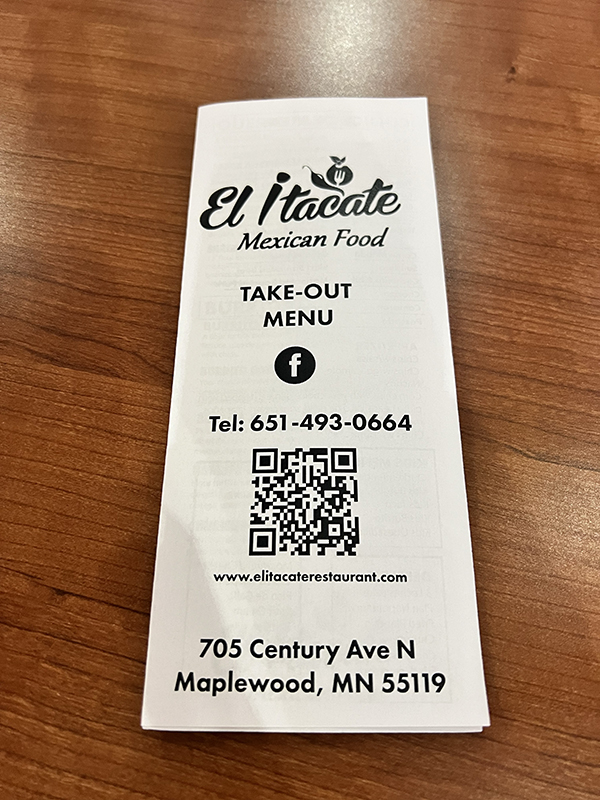 El Itacate
Mexican Food
TAKE-OUT
MENU
f
Tel: 651-493-0664
www.elitacaterestaurant.com
705 Century Ave N
Maplewood, MN 55119